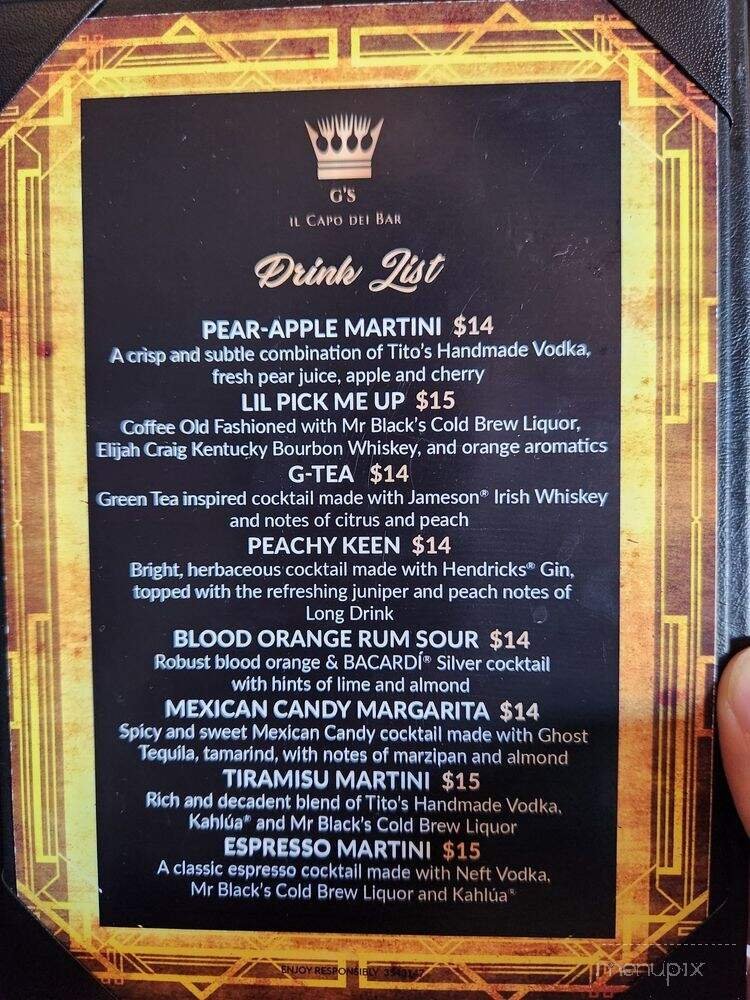 G'S
IL CAPO DEI BAR
Drink List
PEAR-APPLE MARTINI $14
A crisp and subtle combination of Tito's Handmade Vodka,
fresh pear juice, apple and cherry
LIL PICK ME UP $15
Coffee Old Fashioned with Mr Black's Cold Brew Liquor,
Elijah Craig Kentucky Bourbon Whiskey, and orange aromatics
G-TEA $14
Green Tea inspired cocktail made with Jameson® Irish Whiskey
and notes of citrus and peach
PEACHY KEEN $14
Bright, herbaceous cocktail made with Hendricks® Gin,
topped with the refreshing juniper and peach notes of
Long Drink
BLOOD ORANGE RUM SOUR $14
Robust blood orange & BACARDÍ® Silver cocktail
with hints of lime and almond
MEXICAN CANDY MARGARITA $14
Spicy and sweet Mexican Candy cocktail made with Ghost
Tequila, tamarind, with notes of marzipan and almond
TIRAMISU MARTINI $15
Rich and decadent blend of Tito's Handmade Vodka,
Kahlúa® and Mr Black's Cold Brew Liquor
ESPRESSO MARTINI $15
A classic espresso cocktail made with Neft Vodka,
Mr Black's Cold Brew Liquor and Kahlúa®
ENJOY RESPONSIBLY
menupix